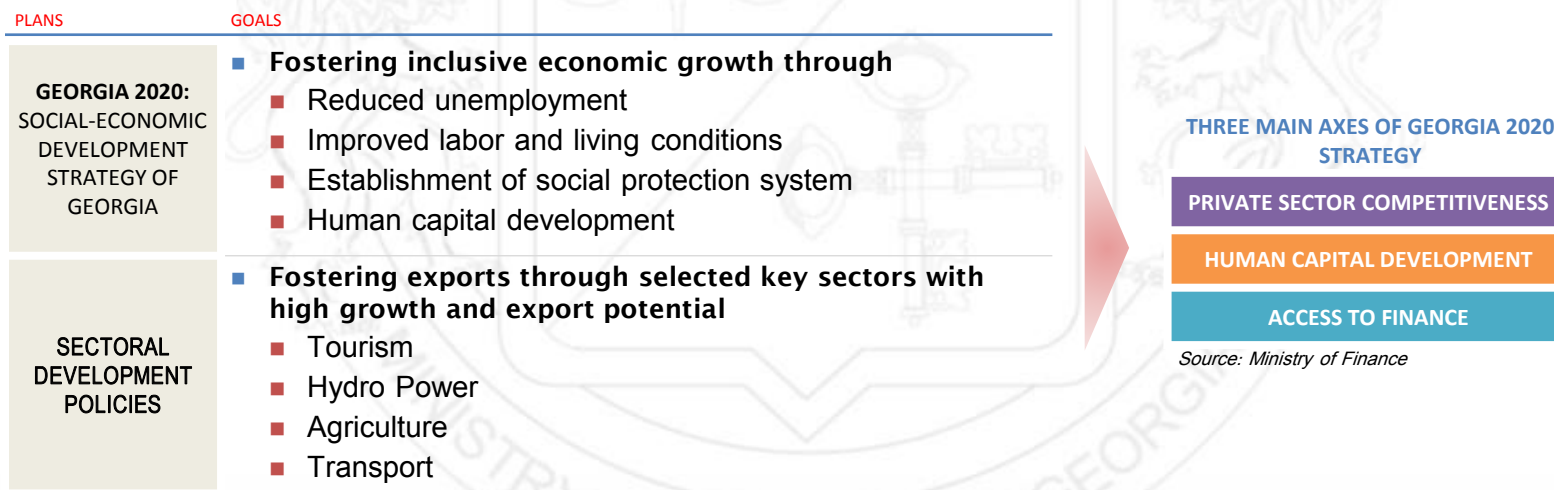 PLANS
GOALS
GEORGIA 2020:
SOCIAL-ECONOMIC
DEVELOPMENT
STRATEGY OF
GEORGIA
Fostering inclusive economic growth through
Reduced unemployment
Improved labor and living conditions
Establishment of social protection system
Human capital development
SECTORAL
DEVELOPMENT
POLICIES
Fostering exports through selected key sectors with
high growth and export potential
Tourism
Hydro Power
Agriculture
Transport
THREE MAIN AXES OF GEORGIA 2020
STRATEGY
PRIVATE SECTOR COMPETITIVENESS
HUMAN CAPITAL DEVELOPMENT
ACCESS TO FINANCE
Source: Ministry of Finance